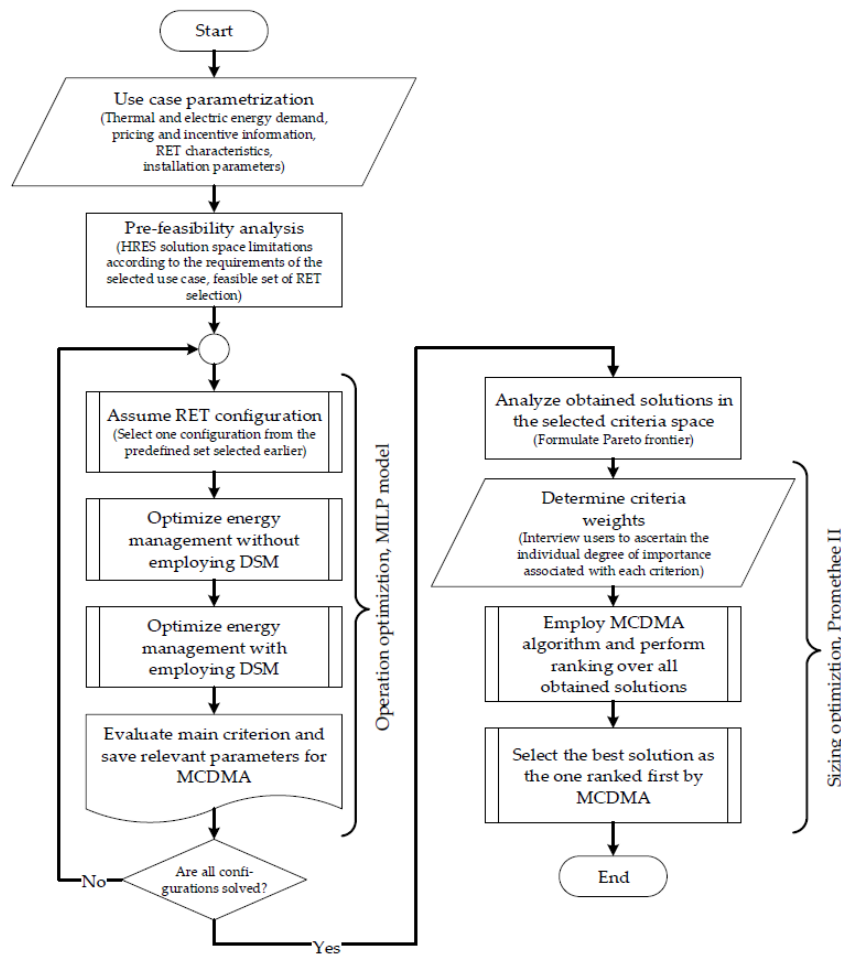 Start
Use case parametrization
(Thermal and electric energy demand,
pricing and incentive information,
RET characteristics,
installation parameters)
Pre-feasibility analysis
(HRES solution space limitations
according to the requirements of the
selected use case, feasible set of RET
selection)
Assume RET configuration
(Select one configuration from the
predefined set selected earlier)
Optimize energy
management without
employing DSM
Optimize energy
management with
employing DSM
Evaluate main criterion and
save relevant parameters for
MCDMA
Are all confi-
gurations solved?
No
Yes
Operation optimiztion, MILP model
Analyze obtained solutions in
the selected criteria space
(Formulate Pareto frontier)
Determine criteria
weights
(Interview users to ascertain the
individual degree of importance
associated with each criterion)
Employ MCDMA
algorithm and perform
ranking over all
obtained solutions
Select the best solution as
the one ranked first by
MCDMA
End
Sizing optimiztion, Promethee II